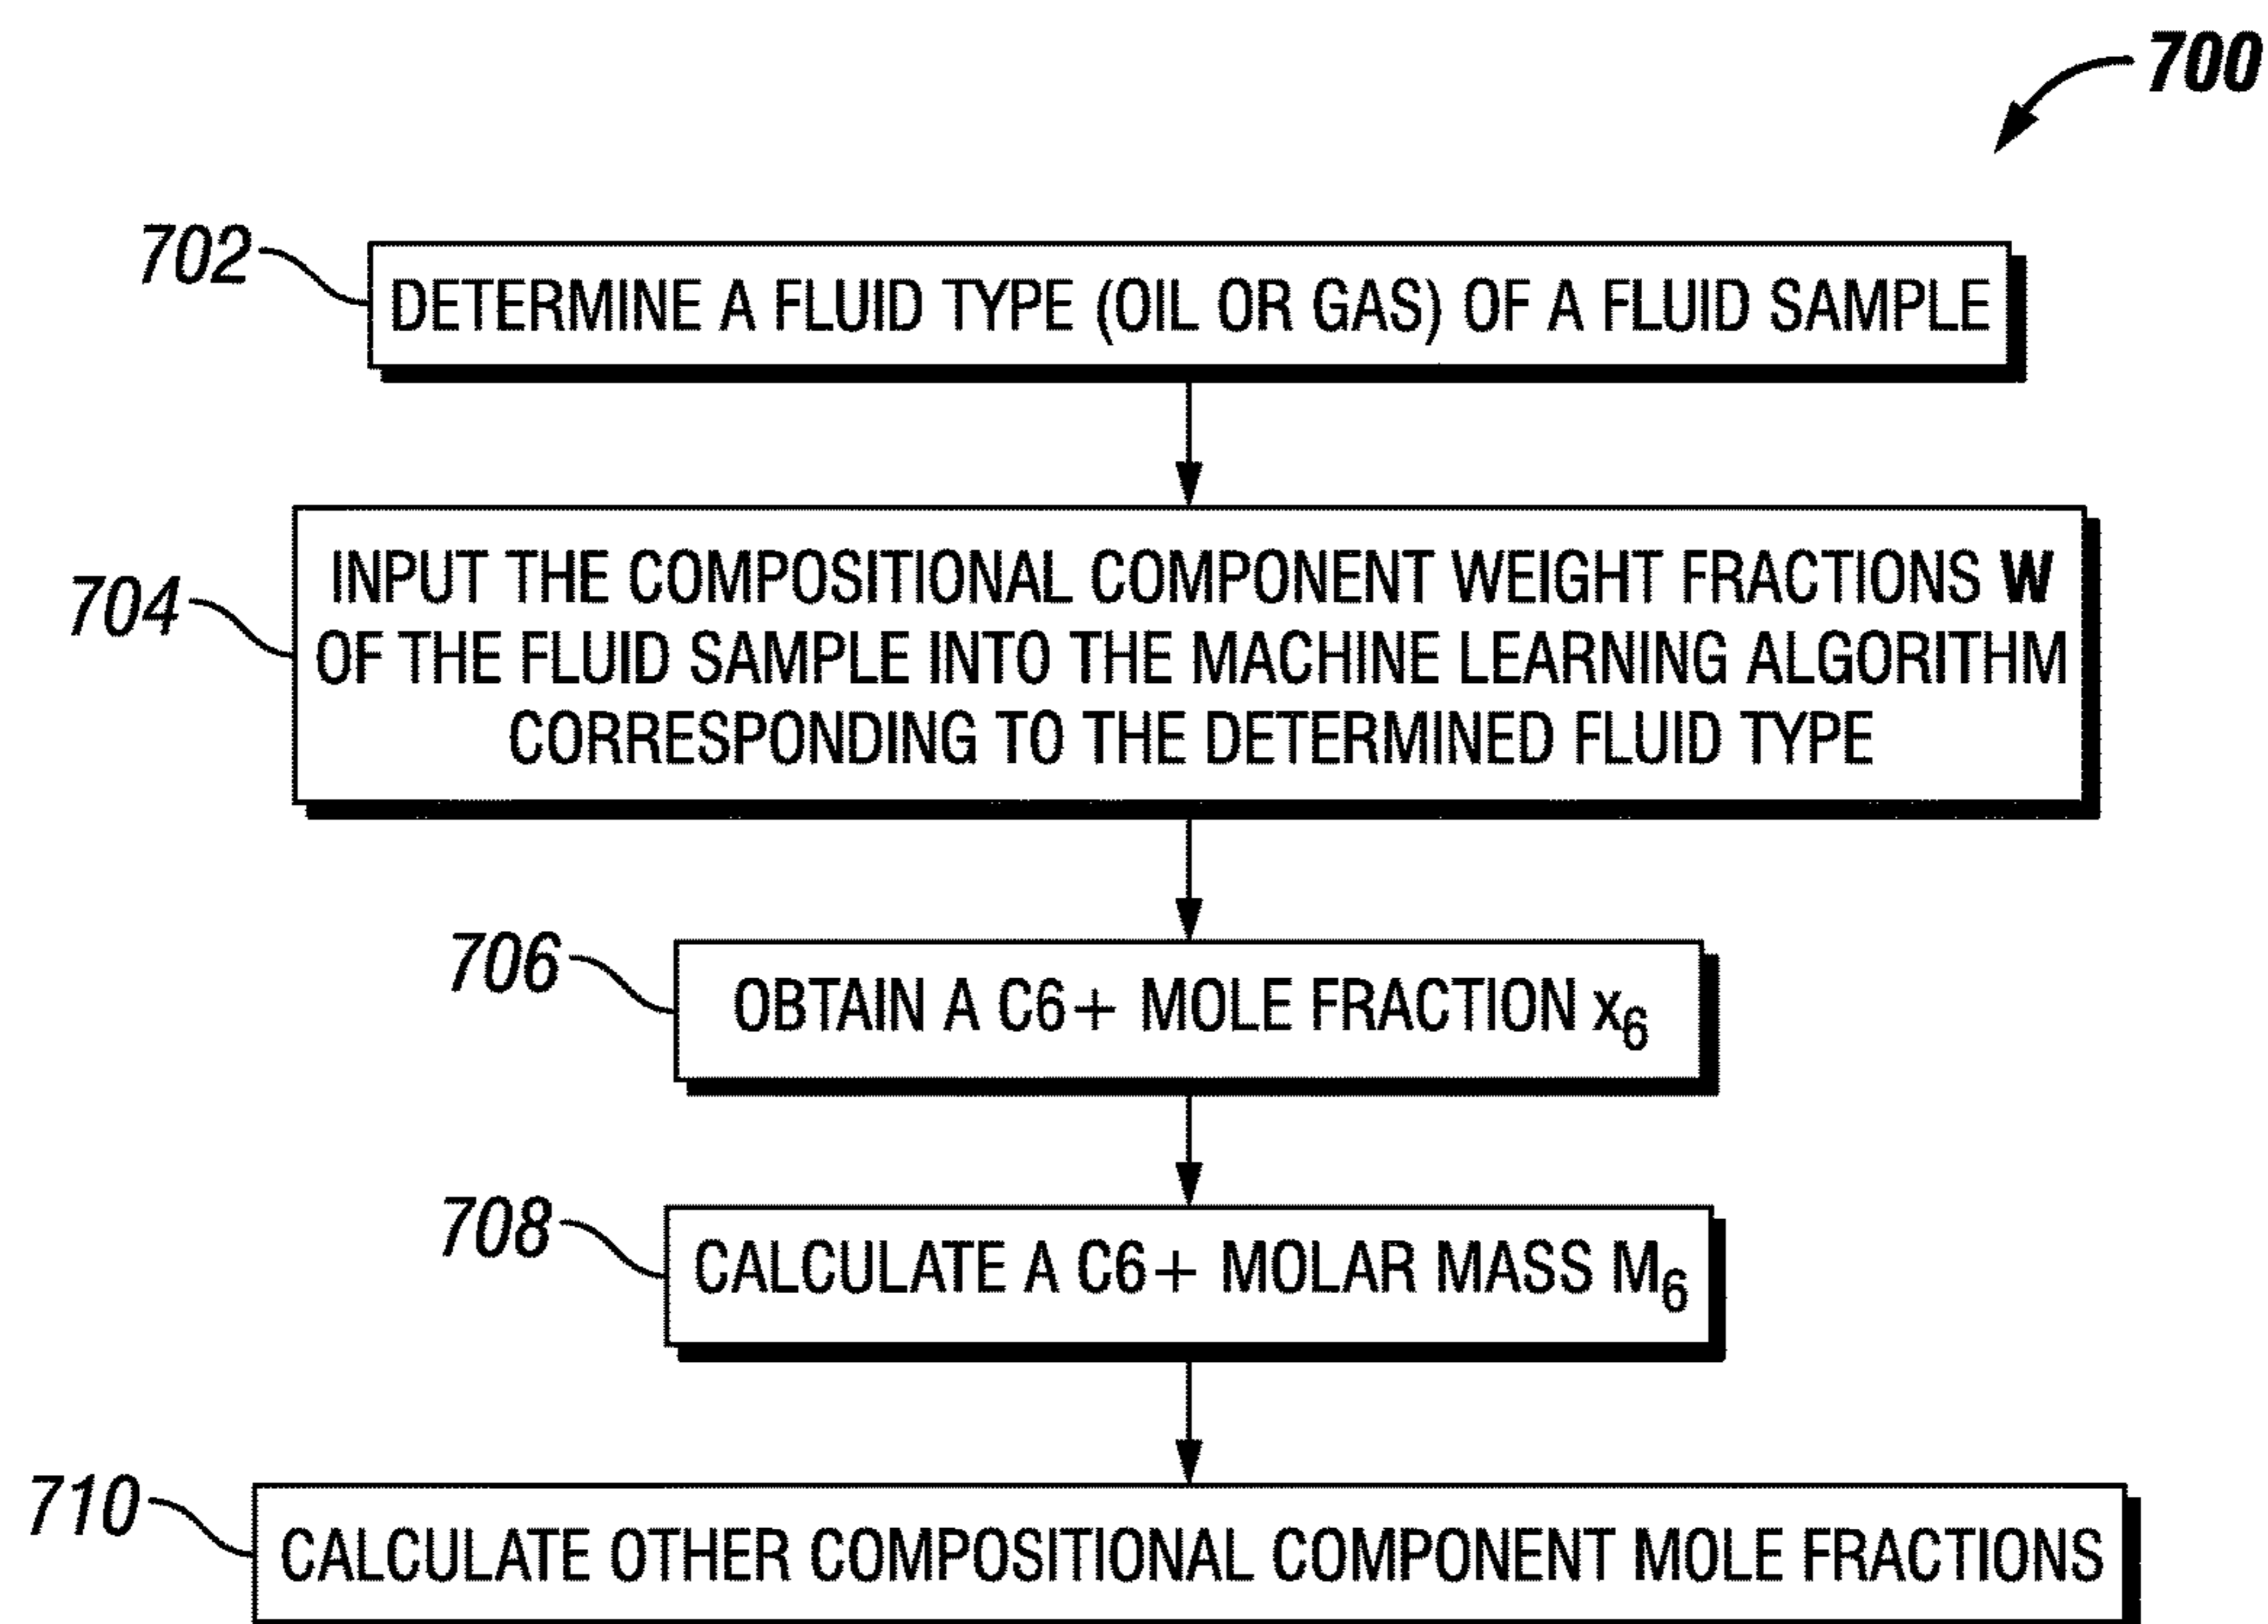 700
702
DETERMINE A FLUID TYPE (OIL OR GAS) OF A FLUID SAMPLE
704
INPUT THE COMPOSITIONAL COMPONENT WEIGHT FRACTIONS W
OF THE FLUID SAMPLE INTO THE MACHINE LEARNING ALGORITHM
CORRESPONDING TO THE DETERMINED FLUID TYPE
706
OBTAIN A C6+ MOLE FRACTION x₆
708
CALCULATE A C6+ MOLAR MASS M₆
710
CALCULATE OTHER COMPOSITIONAL COMPONENT MOLE FRACTIONS